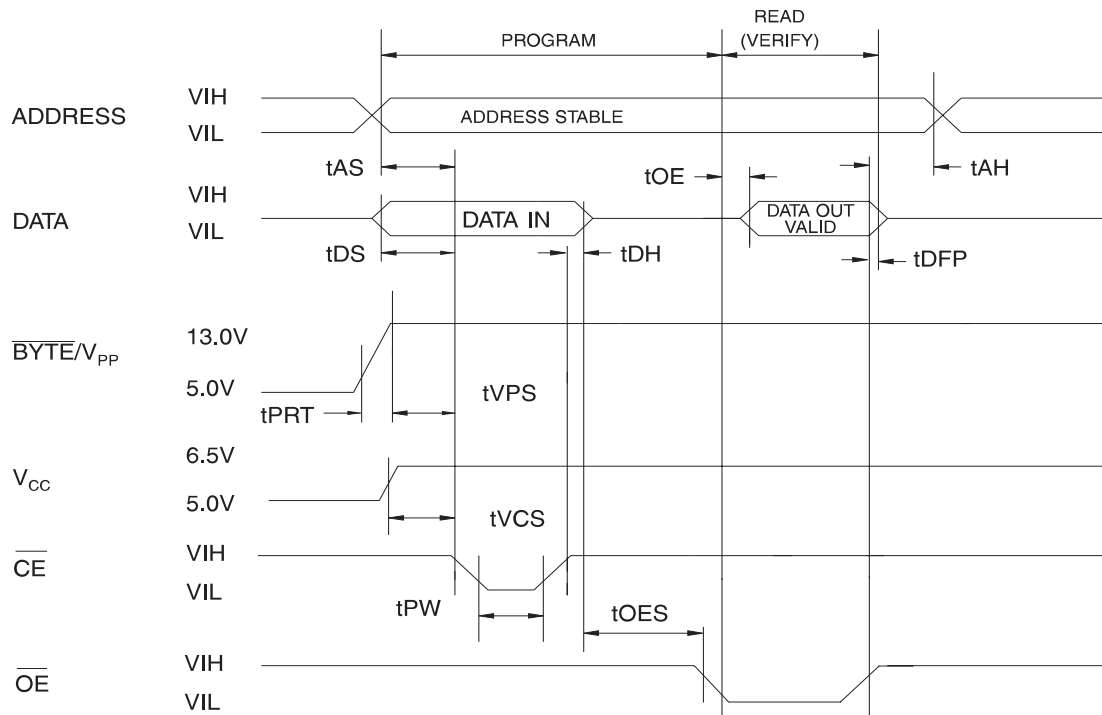 PROGRAM
READ
(VERIFY)
ADDRESS
VIH
VIL
ADDRESS STABLE
tAS
tOE
tAH
DATA
VIH
VIL
DATA IN
DATA OUT
VALID
tDS
tDH
tDFP
BYTE/VPP
13.0V
5.0V
tPRT
tVPS
VCC
6.5V
5.0V
tVCS
CE
VIH
VIL
tPW
tOES
OE
VIH
VIL